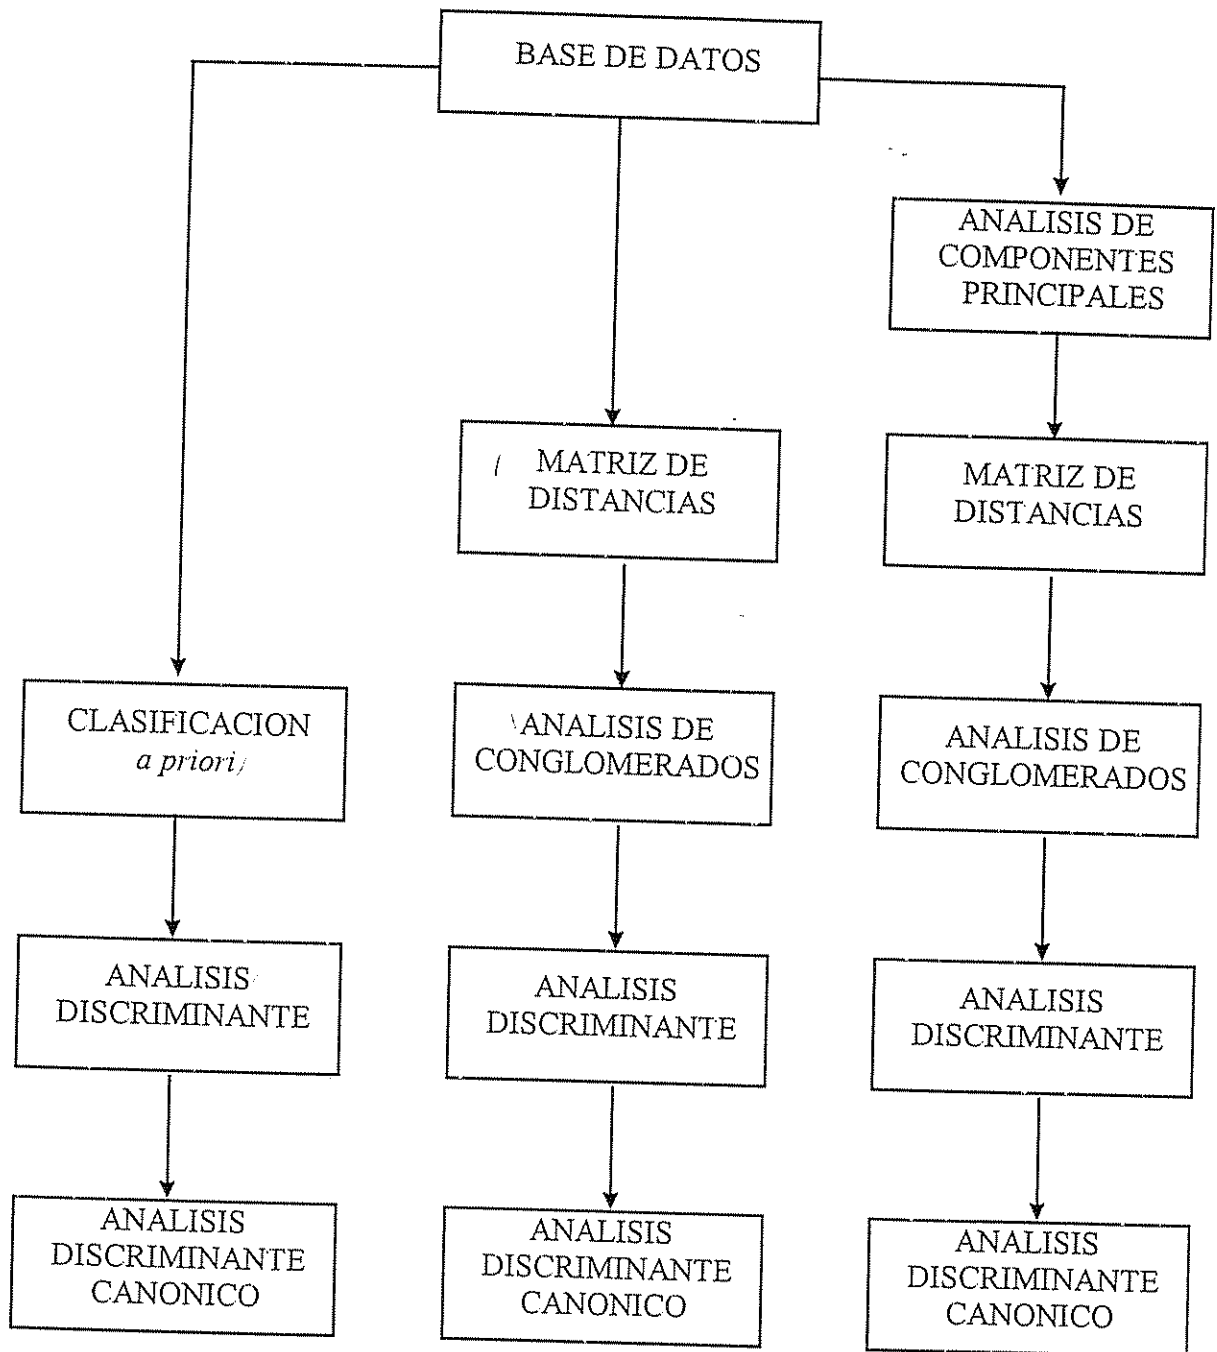 BASE DE DATOS
ANALISIS DE
COMPONENTES
PRINCIPALES
MATRIZ DE
DISTANCIAS
MATRIZ DE
DISTANCIAS
CLASIFICACION
a priori
ANALISIS DE
CONGLOMERADOS
ANALISIS DE
CONGLOMERADOS
ANALISIS
DISCRIMINANTE
ANALISIS
DISCRIMINANTE
ANALISIS
DISCRIMINANTE
ANALISIS
DISCRIMINANTE
CANONICO
ANALISIS
DISCRIMINANTE
CANONICO
ANALISIS
DISCRIMINANTE
CANONICO